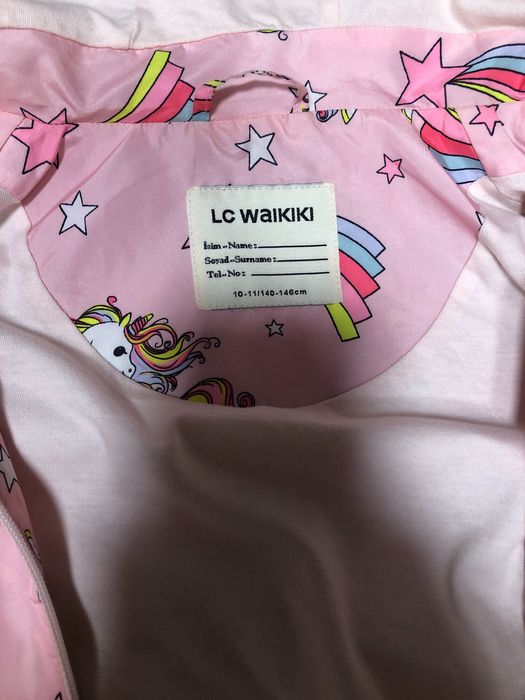 LC WAIKIKI
İsim-Name:
Soyad-Surname:
Tel-No:
10-11/140-146cm